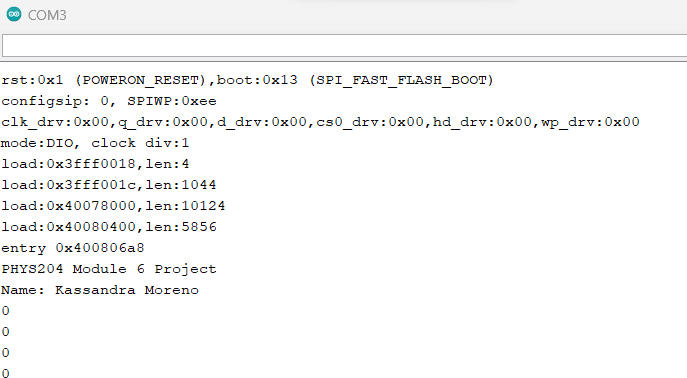 COM3
rst:0x1 (POWERON_RESET),boot:0x13 (SPI_FAST_FLASH_BOOT)
configsip: 0, SPIWP:0xee
clk_drv:0x00,q_drv:0x00,d_drv:0x00,cs0_drv:0x00,hd_drv:0x00,wp_drv:0x00
mode:DIO, clock div:1
load:0x3fff0018,len:4
load:0x3fff001c,len:1044
load:0x40078000,len:10124
load:0x40080400,len:5856
entry 0x400806a8
PHYS204 Module 6 Project
Name: Kassandra Moreno
0
0
0
0